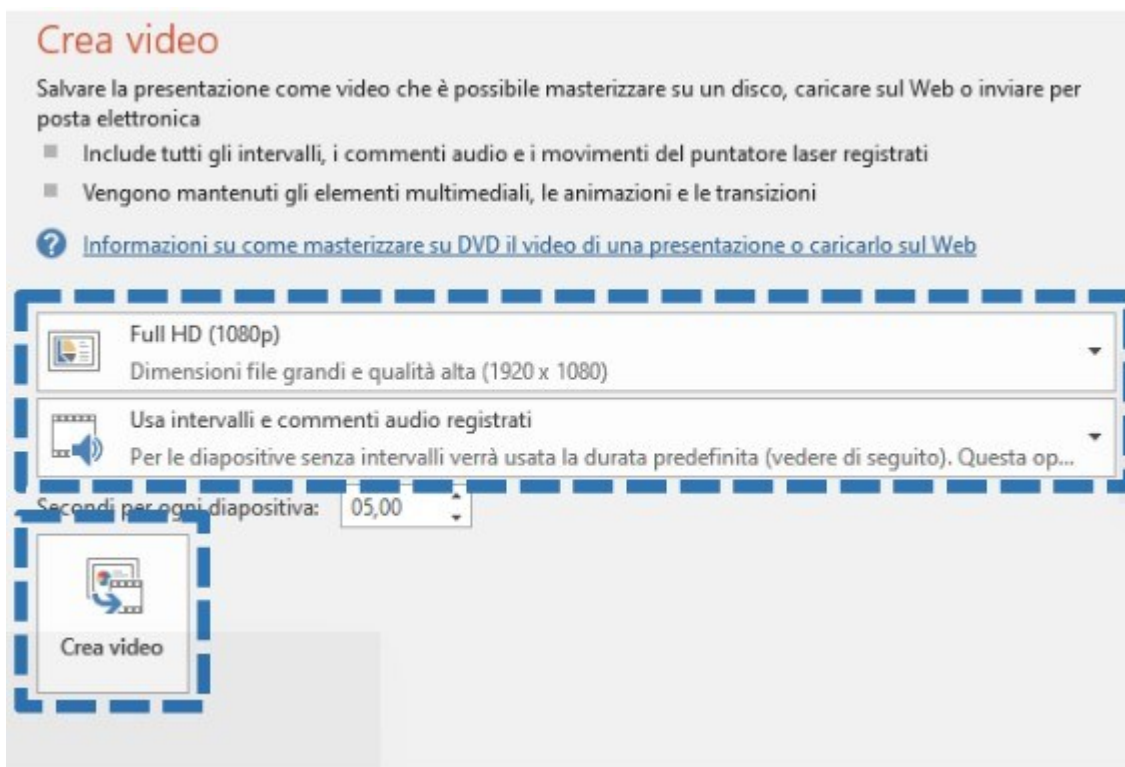 Crea video
Salvare la presentazione come video che è possibile masterizzare su un disco, caricare sul Web o inviare per
posta elettronica
Include tutti gli intervalli, i commenti audio e i movimenti del puntatore laser registrati
Vengono mantenuti gli elementi multimediali, le animazioni e le transizioni
? Informazioni su come masterizzare su DVD il video di una presentazione o caricarlo sul Web
Full HD (1080p)
Dimensioni file grandi e qualità alta (1920 x 1080)
Usa intervalli e commenti audio registrati
Per le diapositive senza intervalli verrà usata la durata predefinita (vedere di seguito). Questa op...
Secondi per ogni diapositiva: 05,00
Crea video